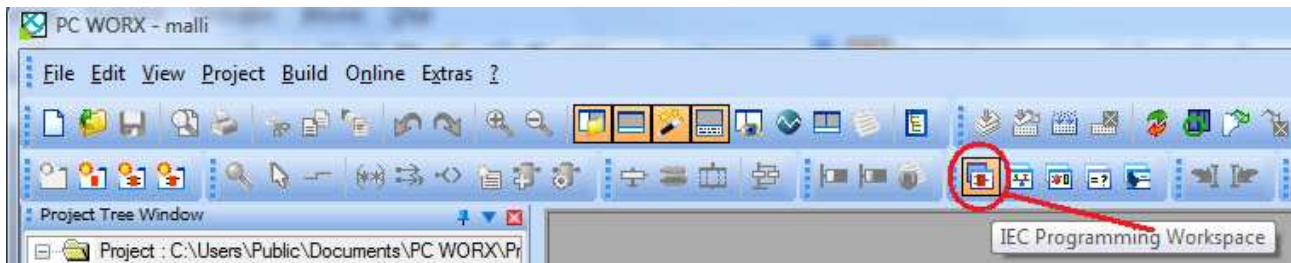 PC WORX - malli
File Edit View Project Build Online Extras ?
Project Tree Window
Project : C:\Users\Public\Documents\PC WORX\Pr
IEC Programming Workspace